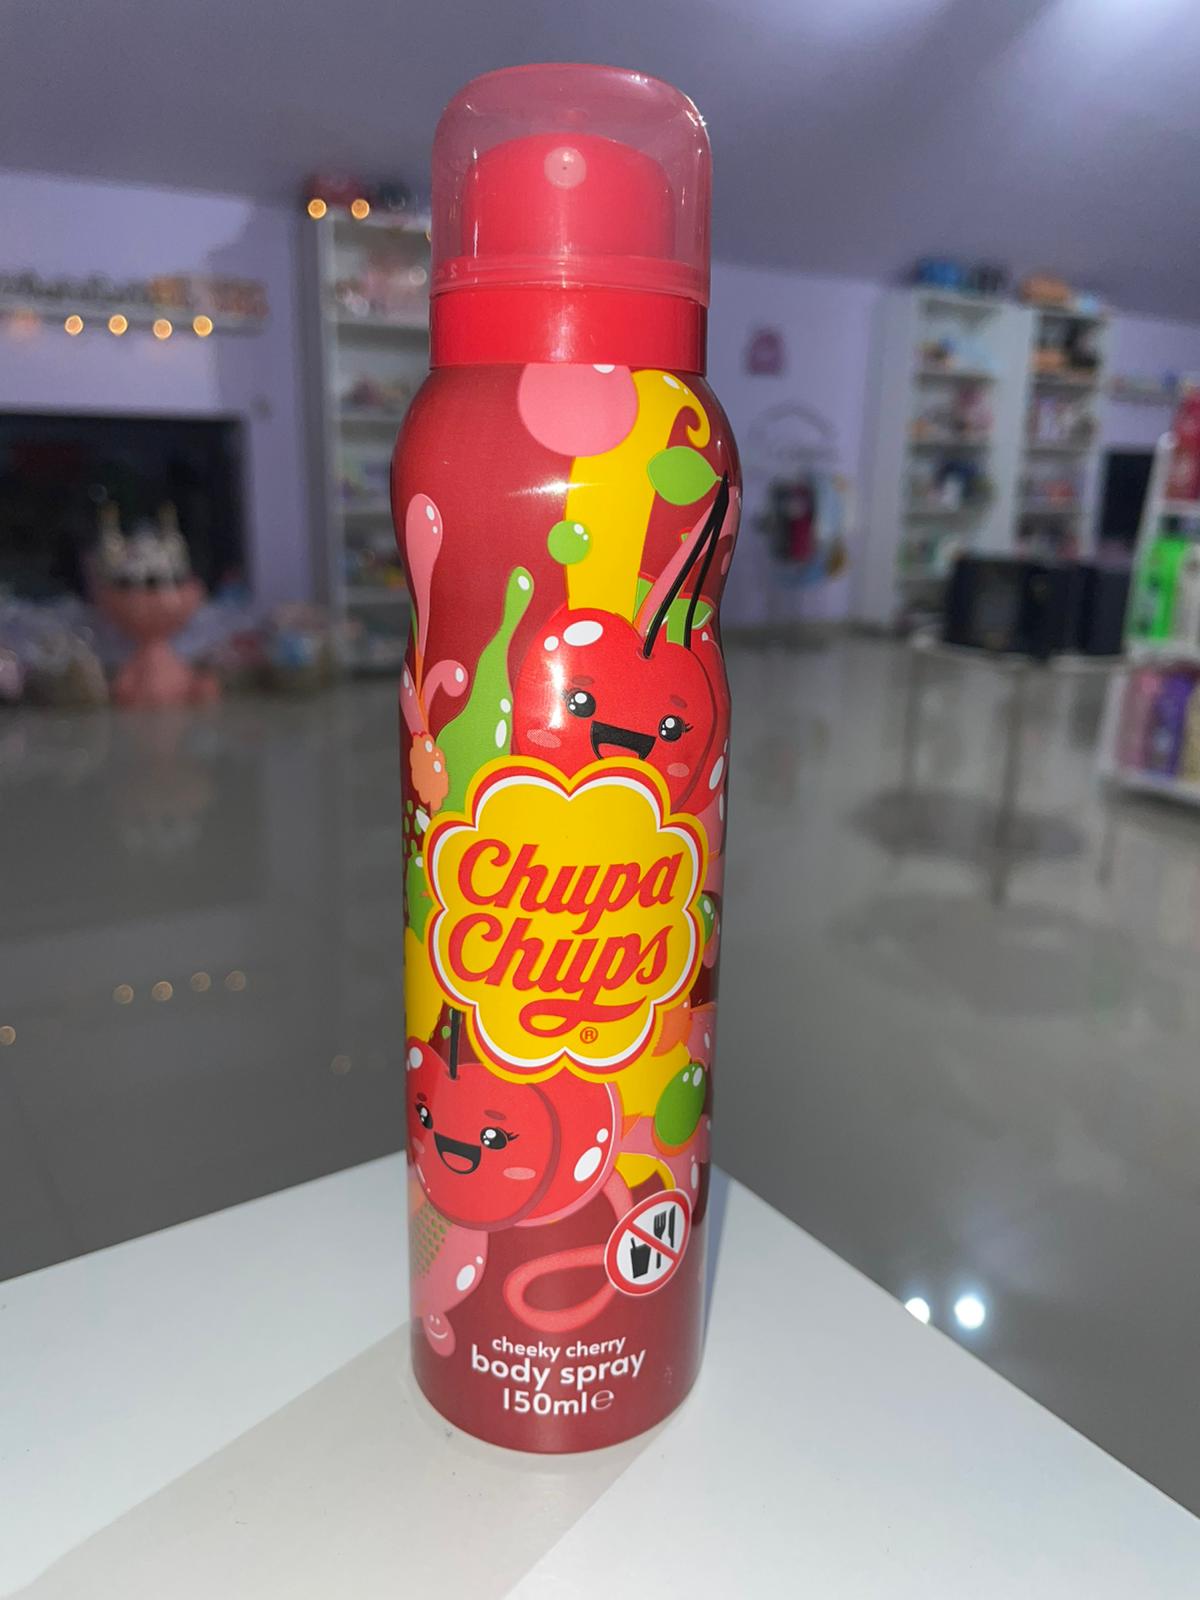 Chupa
Chups
®
cheeky cherry
body spray
150ml℮